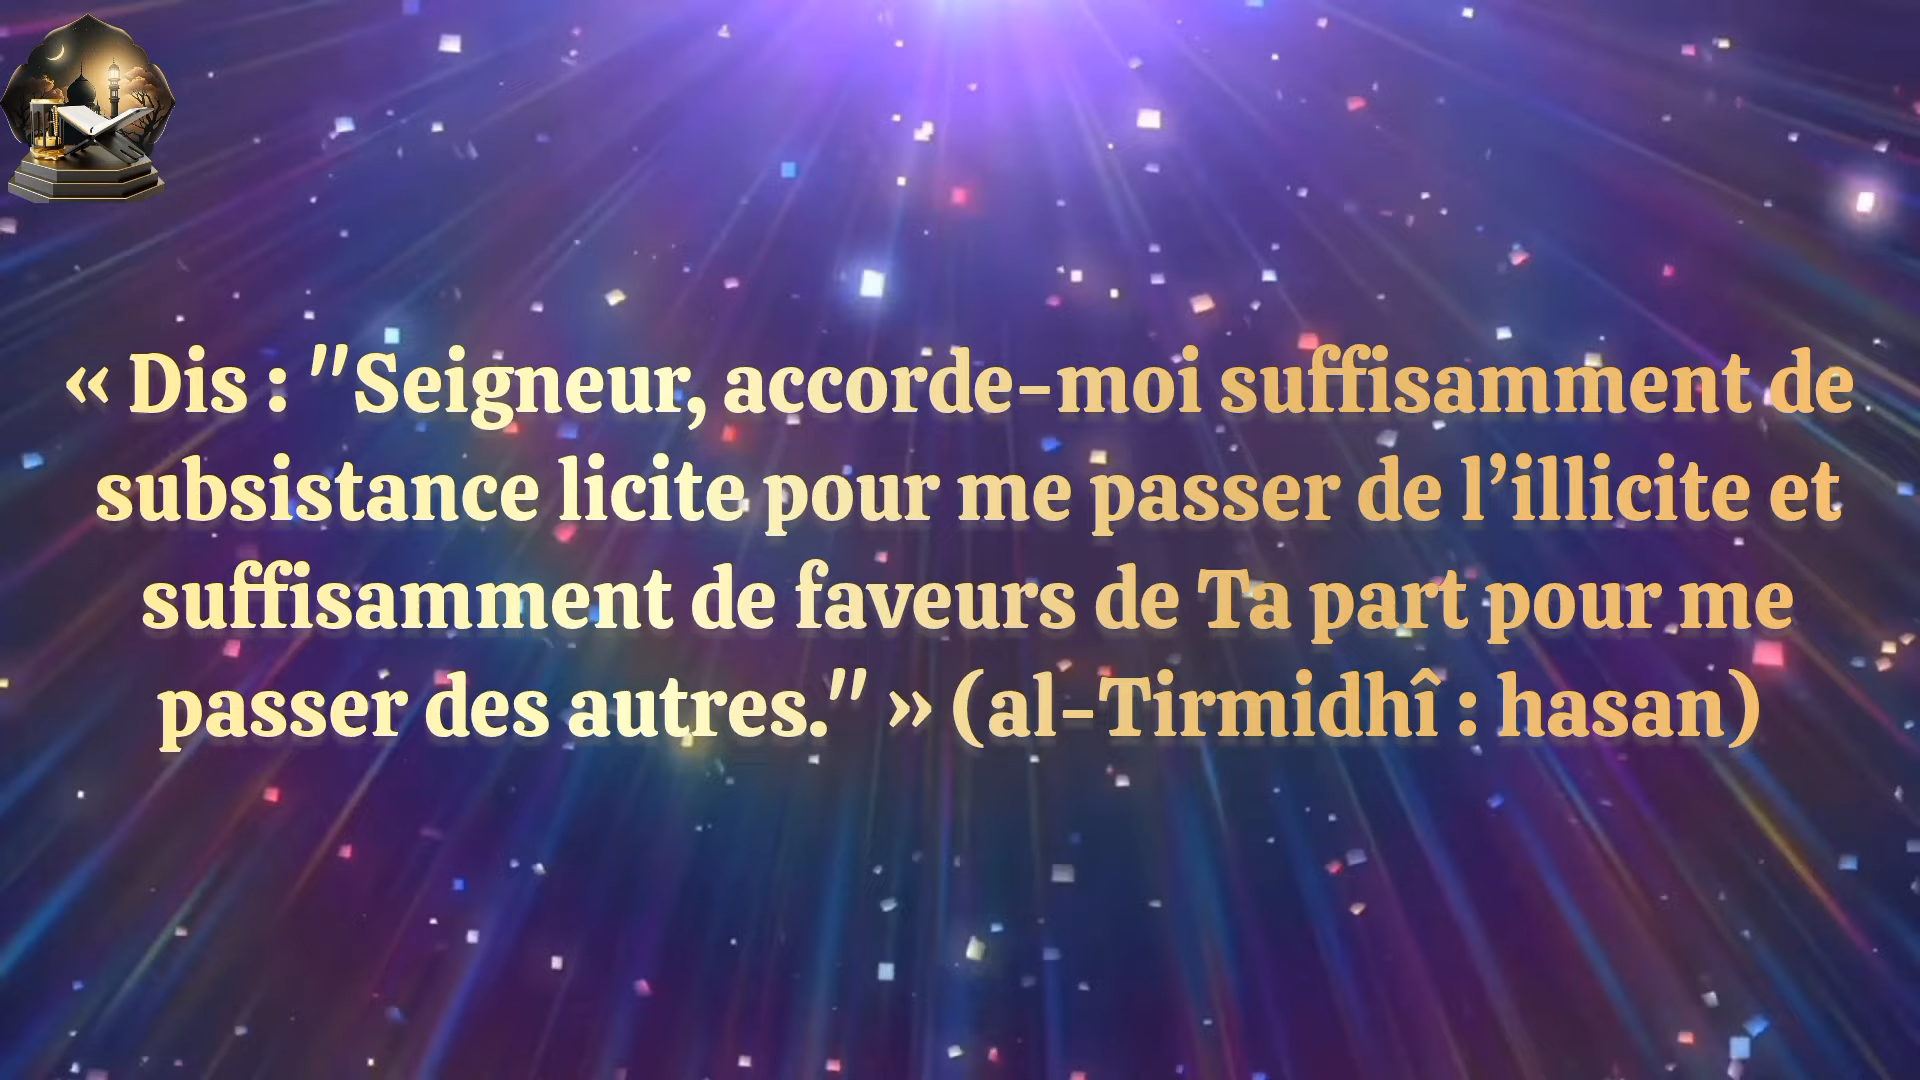 « Dis : "Seigneur, accorde-moi suffisamment de
subsistance licite pour me passer de l’illicite et
suffisamment de faveurs de Ta part pour me
passer des autres." » (al-Tirmidhî : hasan)